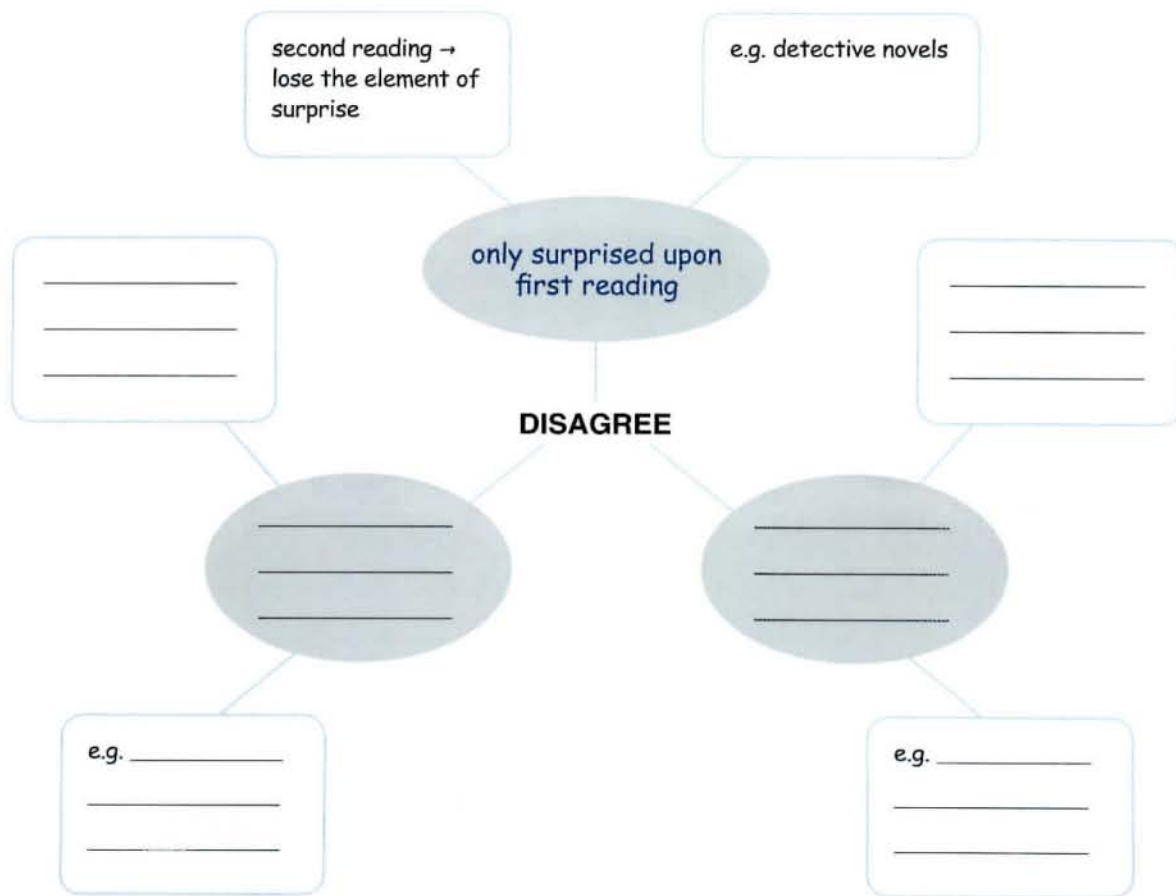 second reading →
lose the element of
surprise
e.g. detective novels
only surprised upon
first reading
DISAGREE
e.g.
e.g.